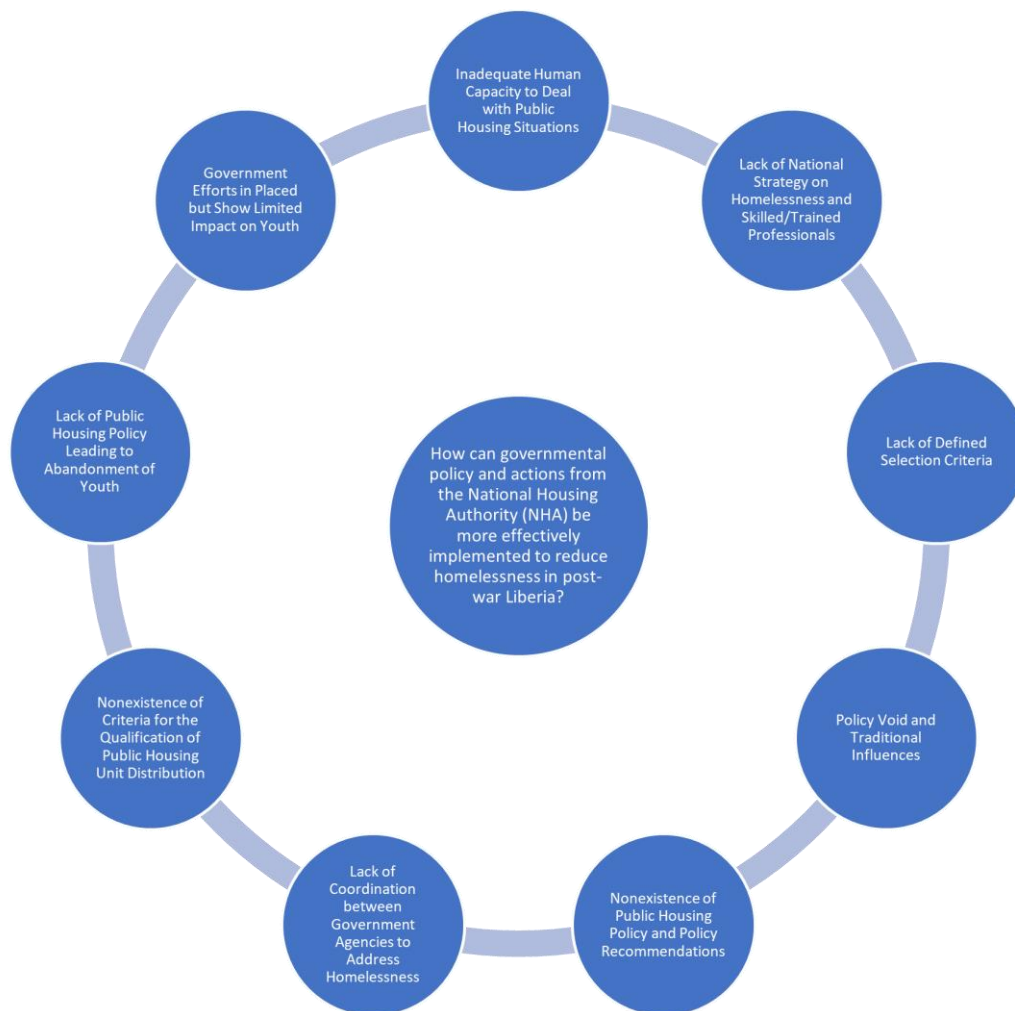 Inadequate Human
Capacity to Deal
with Public
Housing Situations
Lack of National
Strategy on
Homelessness and
Skilled/Trained
Professionals
Lack of Defined
Selection Criteria
Policy Void and
Traditional
Influences
Nonexistence of
Public Housing
Policy and Policy
Recommendations
Lack of
Coordination
between
Government
Agencies to
Address
Homelessness
Nonexistence of
Criteria for the
Qualification of
Public Housing
Unit Distribution
Lack of Public
Housing Policy
Leading to
Abandonment of
Youth
Government
Efforts in Placed
but Show Limited
Impact on Youth
How can governmental
policy and actions from
the National Housing
Authority (NHA) be
more effectively
implemented to reduce
homelessness in post-
war Liberia?